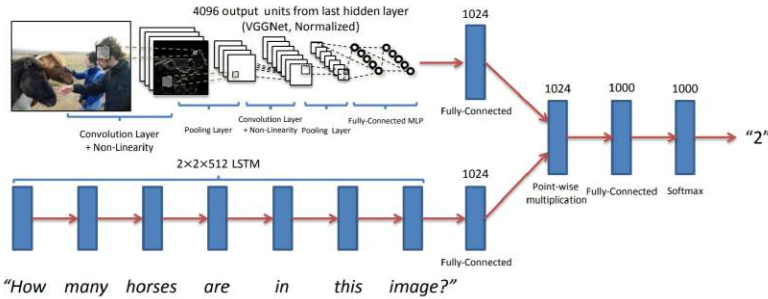 4096 output units from last hidden layer
(VGGNet, Normalized)
1024
Convolution Layer
+ Non-Linearity
Pooling Layer
Convolution Layer
+ Non-Linearity
Pooling Layer
Fully-Connected MLP
Fully-Connected
1024
1000
1000
"2"
2×2×512 LSTM
1024
Point-wise
multiplication
Fully-Connected
Softmax
Fully-Connected
"How many horses are in this image?"